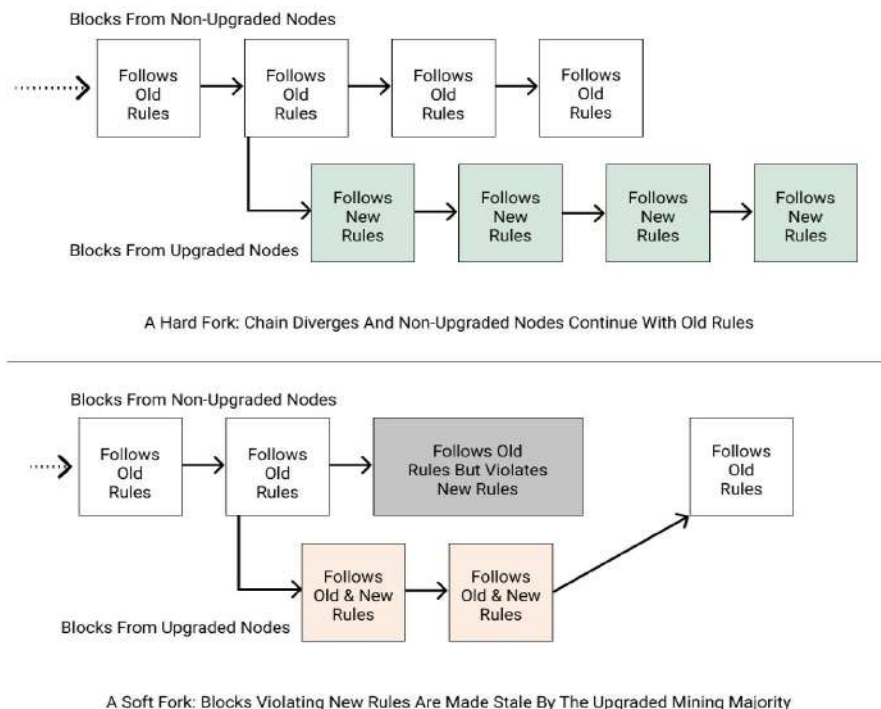 Blocks From Non-Upgraded Nodes
Follows
Old
Rules
Follows
Old
Rules
Follows
Old
Rules
Follows
Old
Rules
Follows
New
Rules
Follows
New
Rules
Follows
New
Rules
Follows
New
Rules
Blocks From Upgraded Nodes
A Hard Fork: Chain Diverges And Non-Upgraded Nodes Continue With Old Rules
Blocks From Non-Upgraded Nodes
Follows
Old
Rules
Follows
Old
Rules
Follows Old
Rules But Violates
New Rules
Follows
Old
Rules
Follows
Old & New
Rules
Follows
Old & New
Rules
Blocks From Upgraded Nodes
A Soft Fork: Blocks Violating New Rules Are Made Stale By The Upgraded Mining Majority